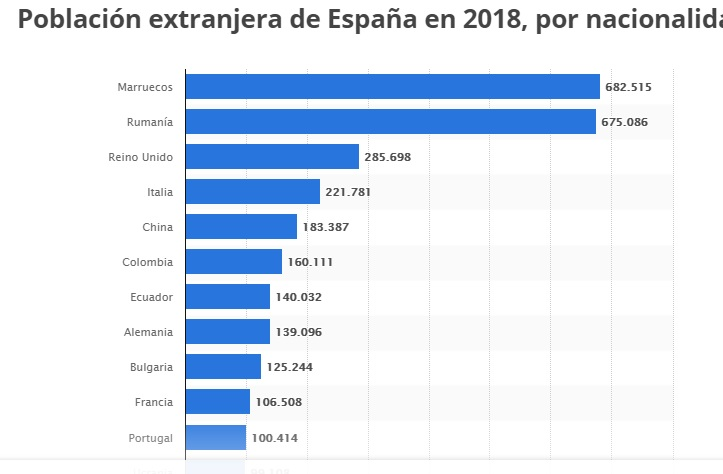 Población extranjera de España en 2018, por nacionalida
Marruecos 682.515
Rumanía 675.086
Reino Unido 285.698
Italia 221.781
China 183.387
Colombia 160.111
Ecuador 140.032
Alemania 139.096
Bulgaria 125.244
Francia 106.508
Portugal 100.414